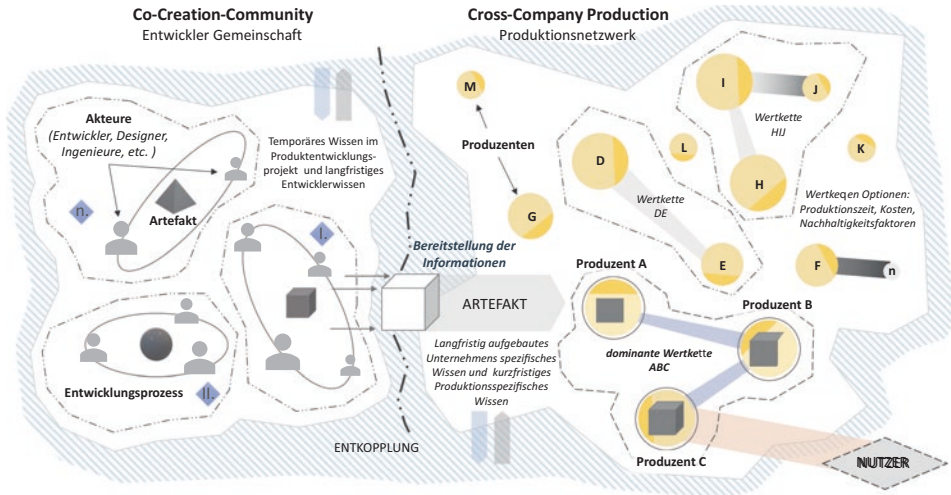 Co-Creation-Community
Entwickler Gemeinschaft
Cross-Company Production
Produktionsnetzwerk
Akteure
(Entwickler, Designer,
Ingenieure, etc. )
n.
Artefakt
Temporäres Wissen im
Produktentwicklungs-
projekt und langfristiges
Entwicklerwissen
I.
Entwicklungsprozess
II.
Bereitstellung der
Informationen
ARTEFAKT
Langfristig aufgebautes
Unternehmens spezifisches
Wissen und kurzfristiges
Produktionsspezifisches
Wissen
ENTKOPPLUNG
M
Produzenten
G
D
Wertkette
DE
E
L
I
J
Wertkette
HIJ
H
K
Wertkeqen Optionen:
Produktionszeit, Kosten,
Nachhaltigkeitsfaktoren
F
n
Produzent A
Produzent B
dominante Wertkette
ABC
Produzent C
NUTZER